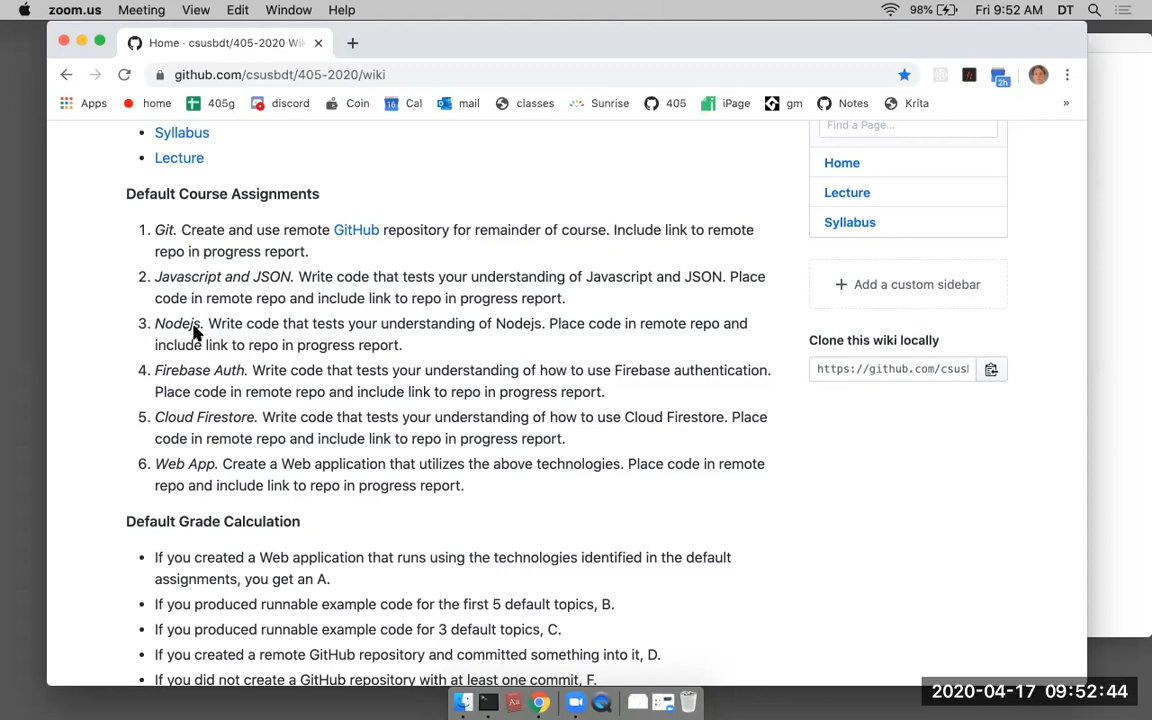 zoom.us Meeting View Edit Window Help 98% Fri 9:52 AM DT
Home · csusbdt/405-2020 Wi
github.com/csusbdt/405-2020/wiki
2h
Apps home 405g discord Coin 16 Cal mail classes Sunrise 405 iPage gm Notes Krita »
Find a Page...
• Syllabus
• Lecture
Home
Lecture
Syllabus
Default Course Assignments
1. Git. Create and use remote GitHub repository for remainder of course. Include link to remote
repo in progress report.
2. Javascript and JSON. Write code that tests your understanding of Javascript and JSON. Place
code in remote repo and include link to repo in progress report.
+ Add a custom sidebar
3. Nodejs. Write code that tests your understanding of Nodejs. Place code in remote repo and
include link to repo in progress report.
Clone this wiki locally
https://github.com/csus
4. Firebase Auth. Write code that tests your understanding of how to use Firebase authentication.
Place code in remote repo and include link to repo in progress report.
5. Cloud Firestore. Write code that tests your understanding of how to use Cloud Firestore. Place
code in remote repo and include link to repo in progress report.
6. Web App. Create a Web application that utilizes the above technologies. Place code in remote
repo and include link to repo in progress report.
Default Grade Calculation
• If you created a Web application that runs using the technologies identified in the default
assignments, you get an A.
• If you produced runnable example code for the first 5 default topics, B.
• If you produced runnable example code for 3 default topics, C.
• If you created a remote GitHub repository and committed something into it, D.
• If you did not create a GitHub repository with at least one commit, F.
2020-04-17 09:52:44